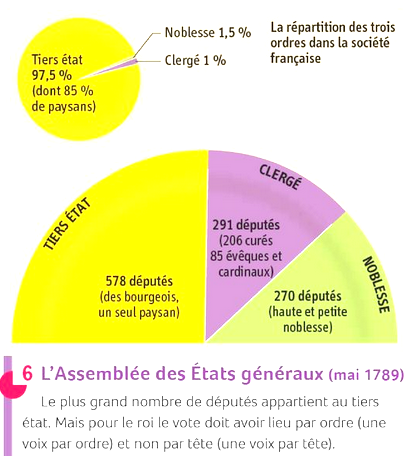 Noblesse 1,5 %
Clergé 1 %
La répartition des trois
ordres dans la société
française
Tiers état
97,5 %
(dont 85 %
de paysans)
TIERS ÉTAT
CLERGÉ
NOBLESSE
291 députés
(206 curés
85 évêques et
cardinaux)
578 députés
(des bourgeois,
un seul paysan)
270 députés
(haute et petite
noblesse)
6 L'Assemblée des États généraux (mai 1789)
Le plus grand nombre de députés appartient au tiers
état. Mais pour le roi le vote doit avoir lieu par ordre (une
voix par ordre) et non par tête (une voix par tête).